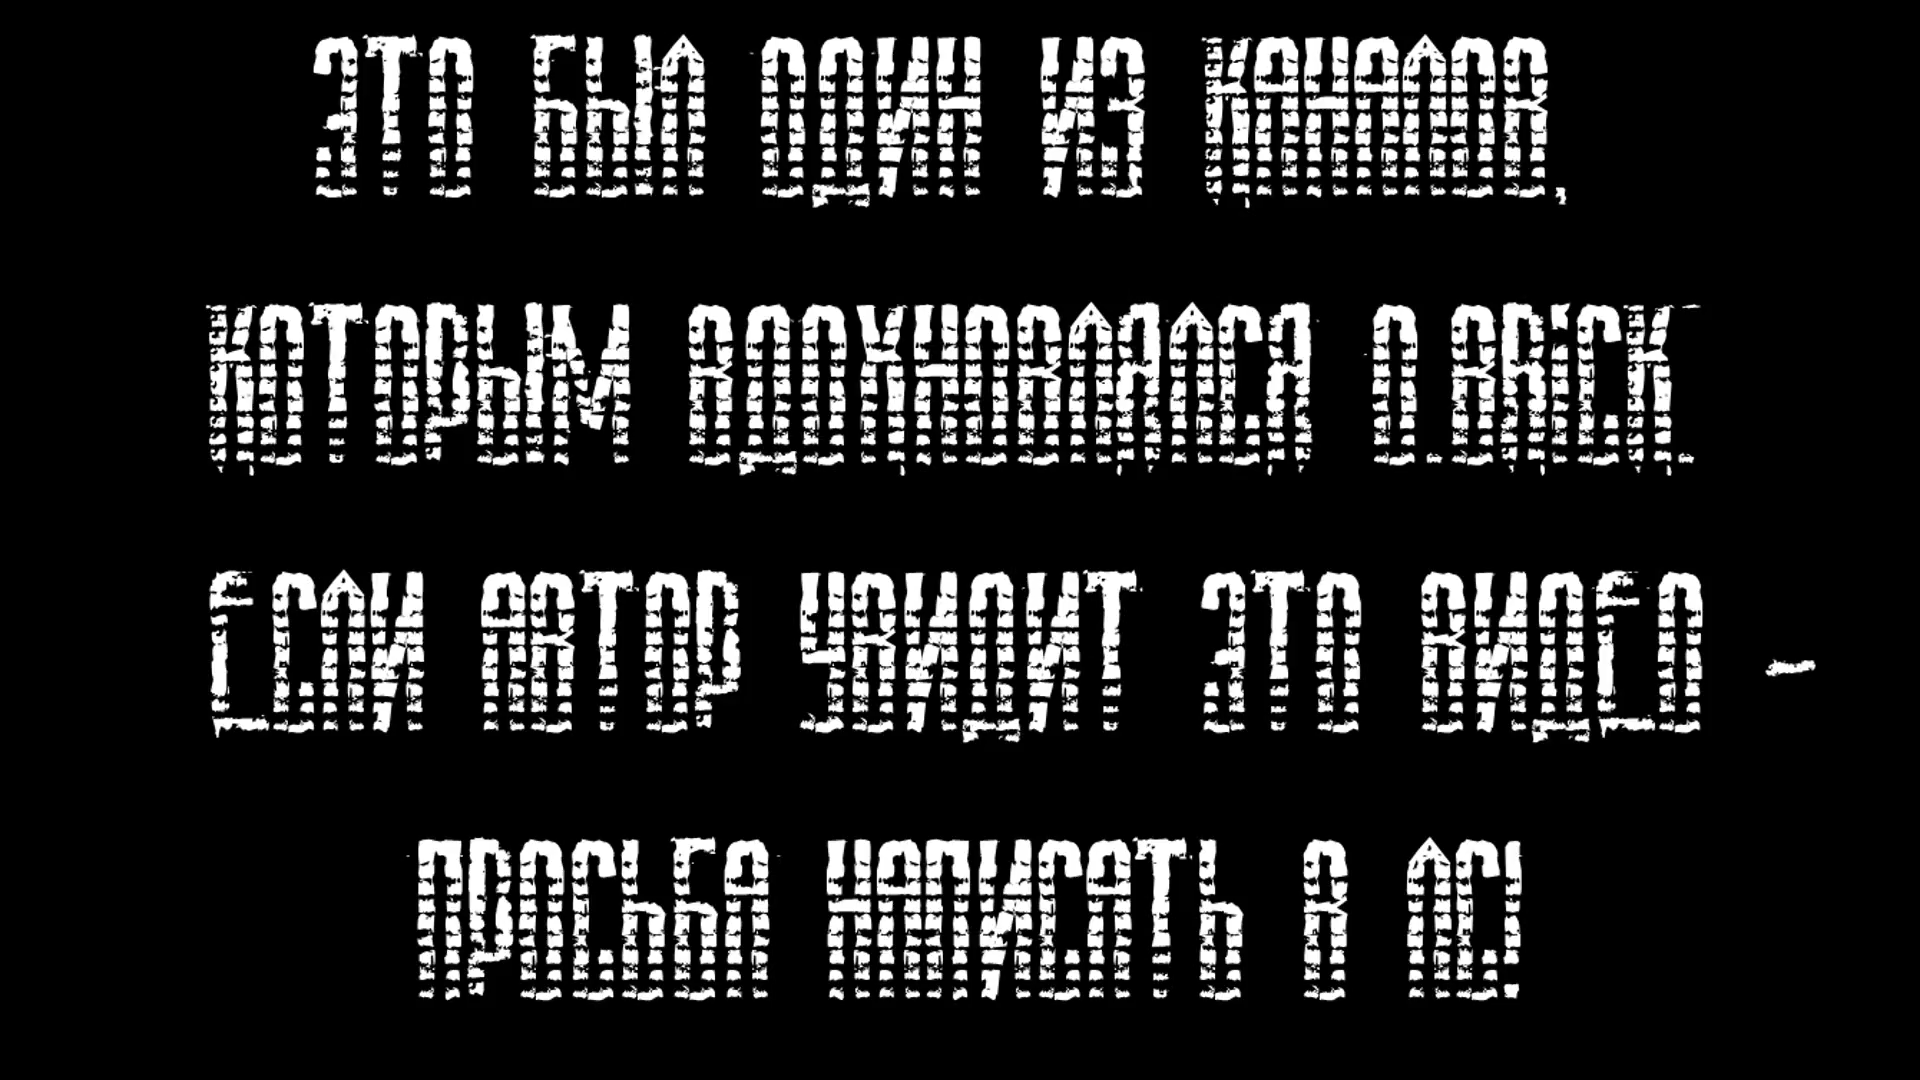 ЭТО БЫЛ ОДИН ИЗ КАНАЛОВ,
КОТОРЫМ ВДОХНОВЛЯЛСЯ O.BRICK.
ЕСЛИ АВТОР УВИДИТ ЭТО ВИДЕО -
ПРОСЬБА НАПИСАТЬ В ЛС!